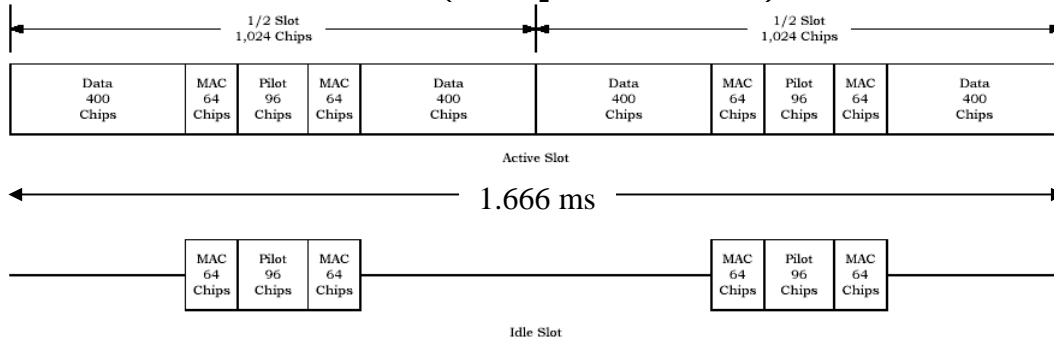 1/2 Slot
1,024 Chips
1/2 Slot
1,024 Chips
Data
400
Chips
MAC
64
Chips
Pilot
96
Chips
MAC
64
Chips
Data
400
Chips
Data
400
Chips
MAC
64
Chips
Pilot
96
Chips
MAC
64
Chips
Data
400
Chips
Active Slot
1.666 ms
MAC
64
Chips
Pilot
96
Chips
MAC
64
Chips
MAC
64
Chips
Pilot
96
Chips
MAC
64
Chips
Idle Slot